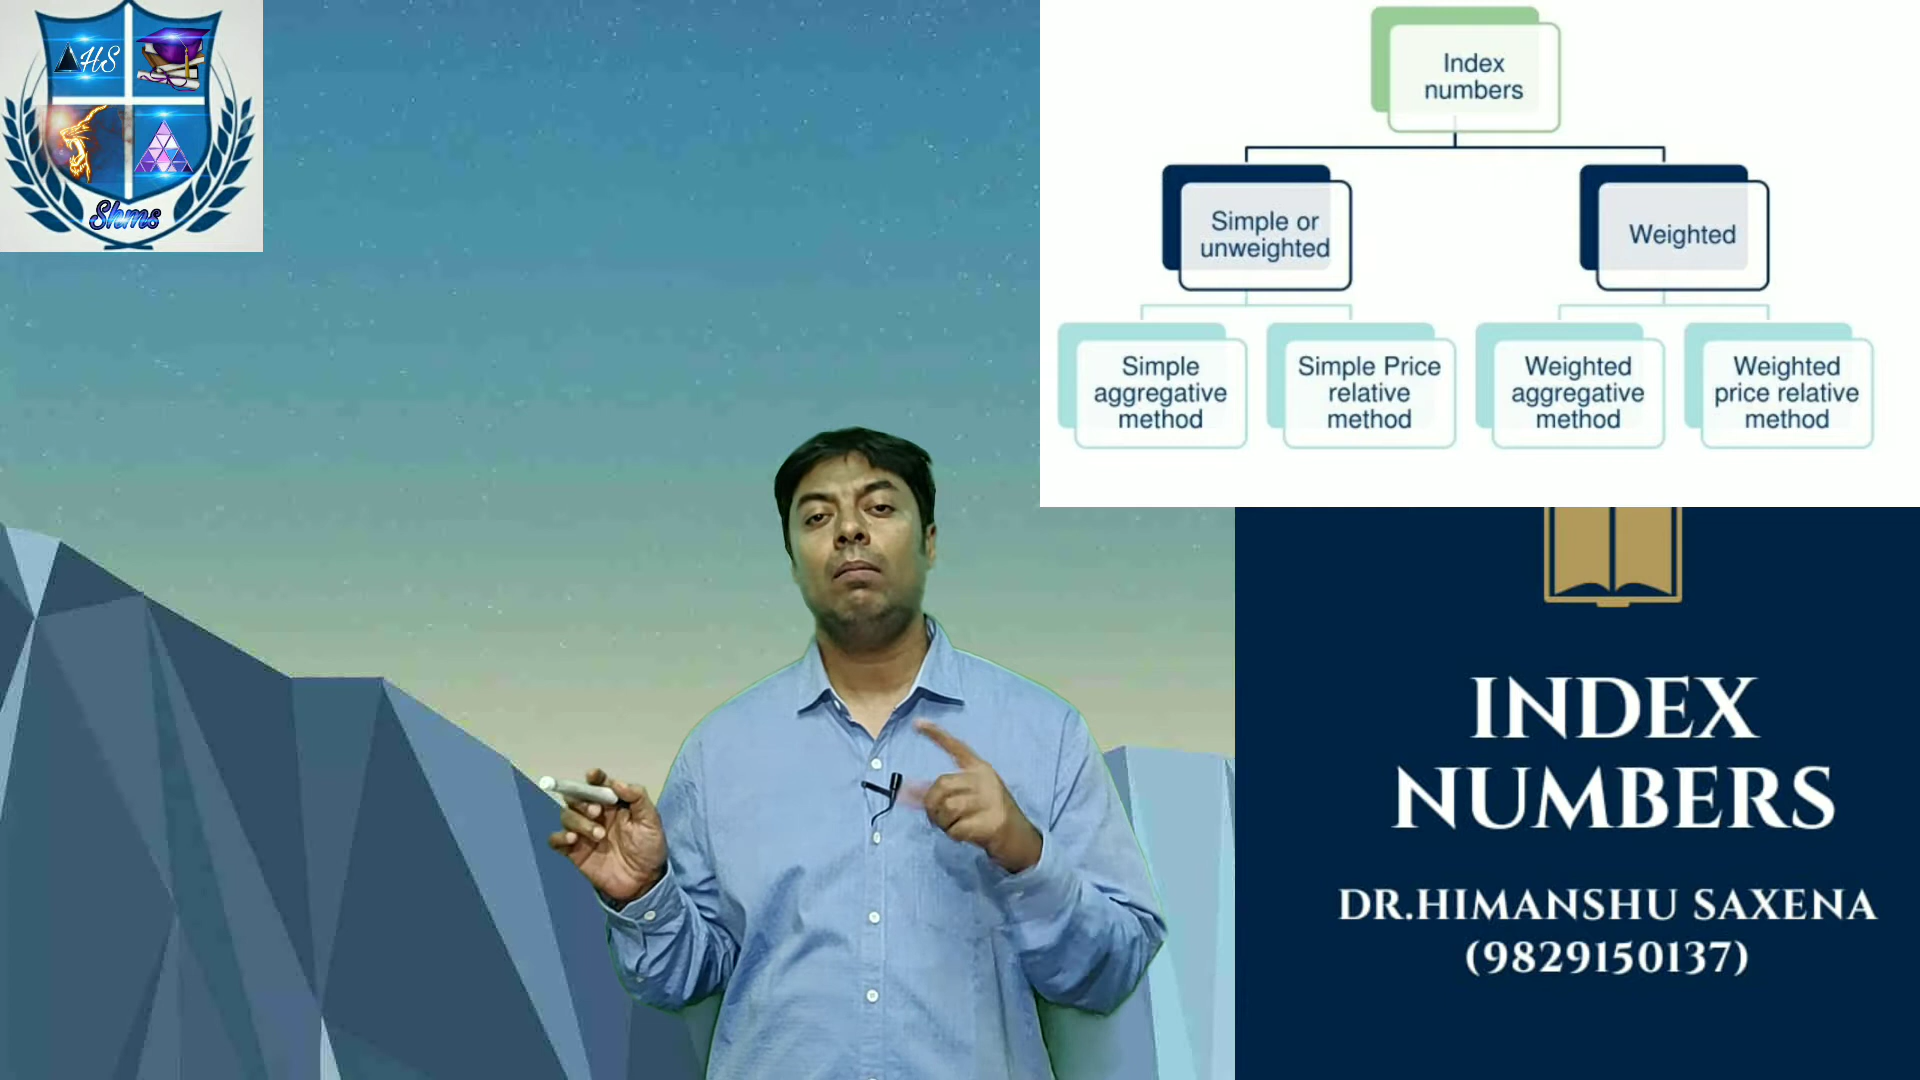 HS
Shms
Index
numbers
Simple or
unweighted
Weighted
Simple
aggregative
method
Simple Price
relative
method
Weighted
aggregative
method
Weighted
price relative
method
INDEX
NUMBERS
DR.HIMANSHU SAXENA
(9829150137)